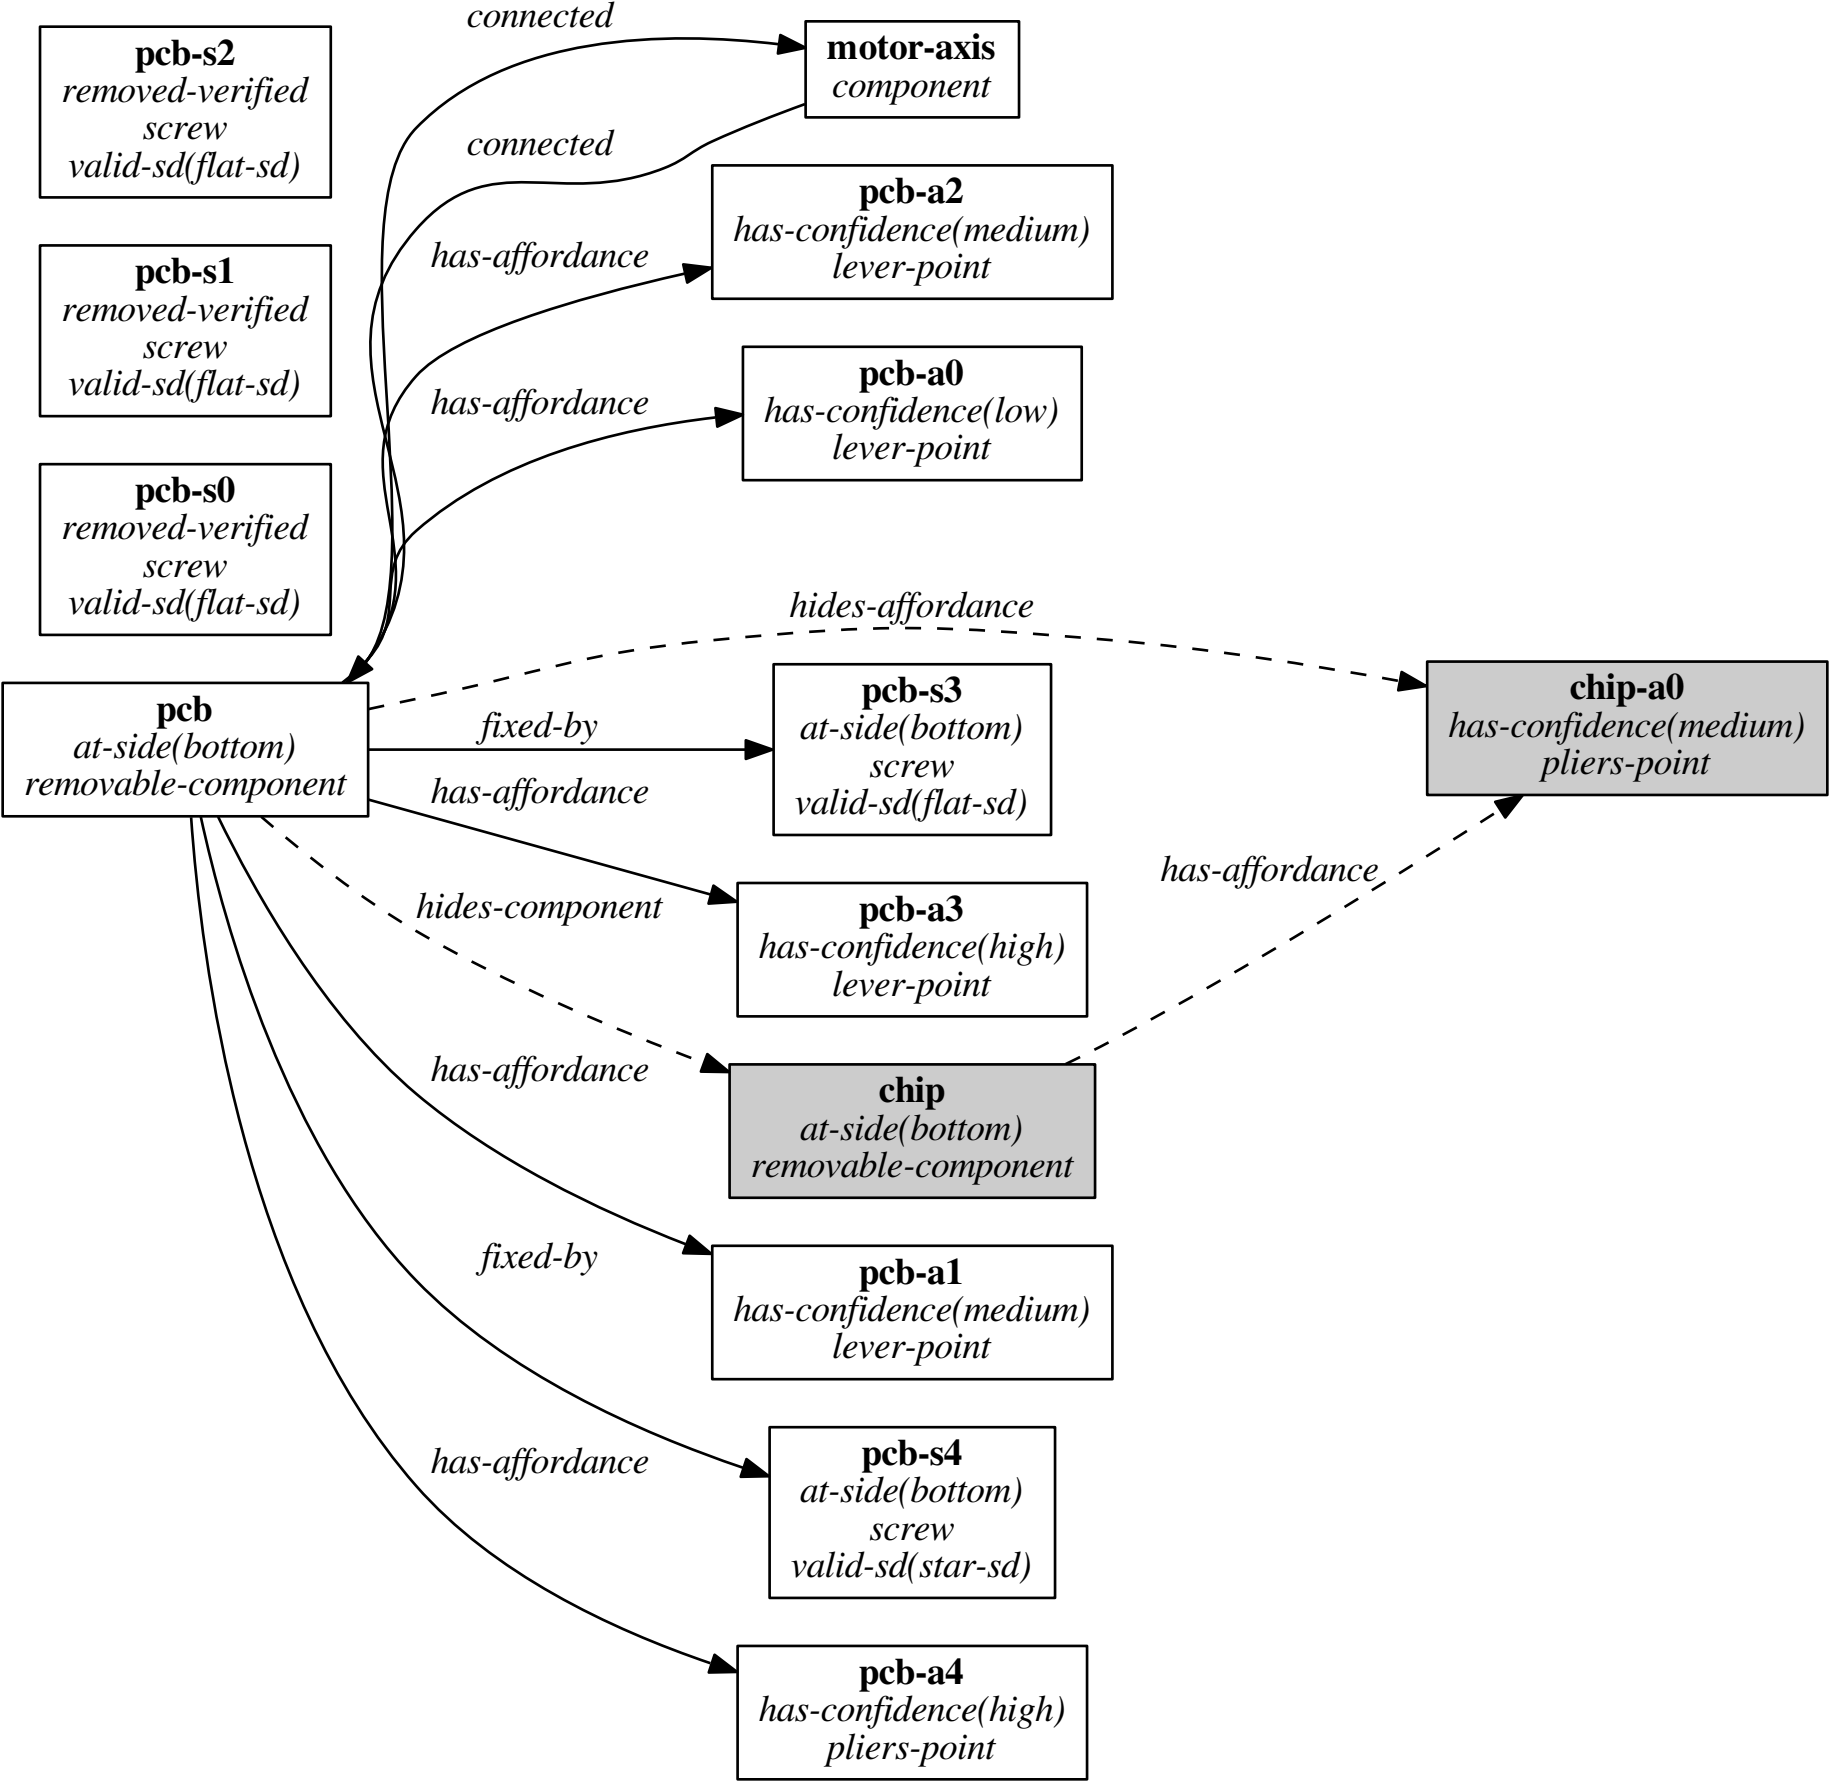 connected
pcb-s2
removed-verified
screw
valid-sd(flat-sd)
motor-axis
component
connected
pcb-a2
has-confidence(medium)
lever-point
has-affordance
pcb-s1
removed-verified
screw
valid-sd(flat-sd)
pcb-a0
has-confidence(low)
lever-point
has-affordance
pcb-s0
removed-verified
screw
valid-sd(flat-sd)
hides-affordance
pcb
at-side(bottom)
removable-component
fixed-by
pcb-s3
at-side(bottom)
screw
valid-sd(flat-sd)
chip-a0
has-confidence(medium)
pliers-point
has-affordance
pcb-a3
has-confidence(high)
lever-point
has-affordance
hides-component
chip
at-side(bottom)
removable-component
has-affordance
pcb-a1
has-confidence(medium)
lever-point
fixed-by
pcb-s4
at-side(bottom)
screw
valid-sd(star-sd)
has-affordance
pcb-a4
has-confidence(high)
pliers-point